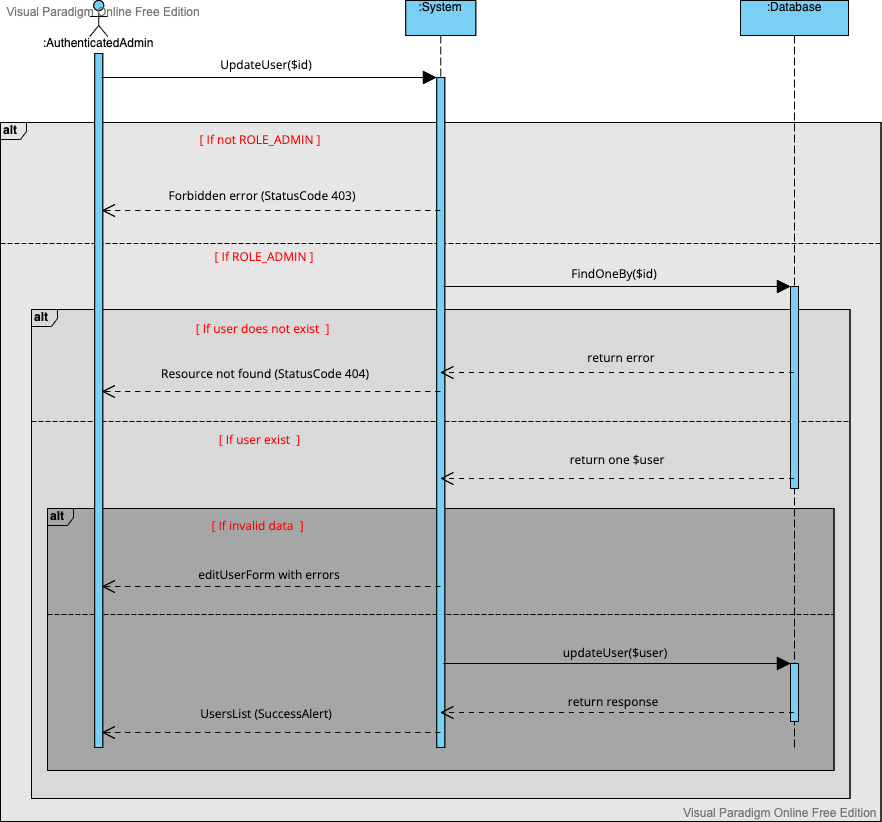 Visual Paradigm Online Free Edition
:System
:Database
:AuthenticatedAdmin
UpdateUser($id)
alt
[ If not ROLE_ADMIN ]
Forbidden error (StatusCode 403)
[ If ROLE_ADMIN ]
FindOneBy($id)
alt
[ If user does not exist  ]
return error
Resource not found (StatusCode 404)
[ If user exist  ]
return one $user
alt
[ If invalid data  ]
editUserForm with errors
updateUser($user)
return response
UsersList (SuccessAlert)
Visual Paradigm Online Free Edition